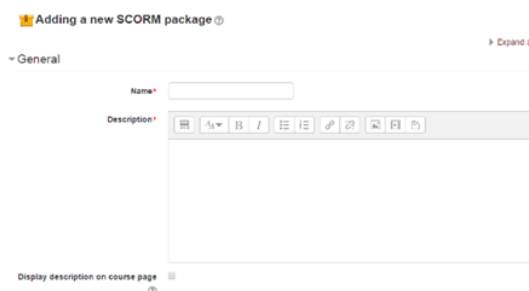 Adding a new SCORM package
Expand a
General
Name*
Description*
B I
Display description on course page